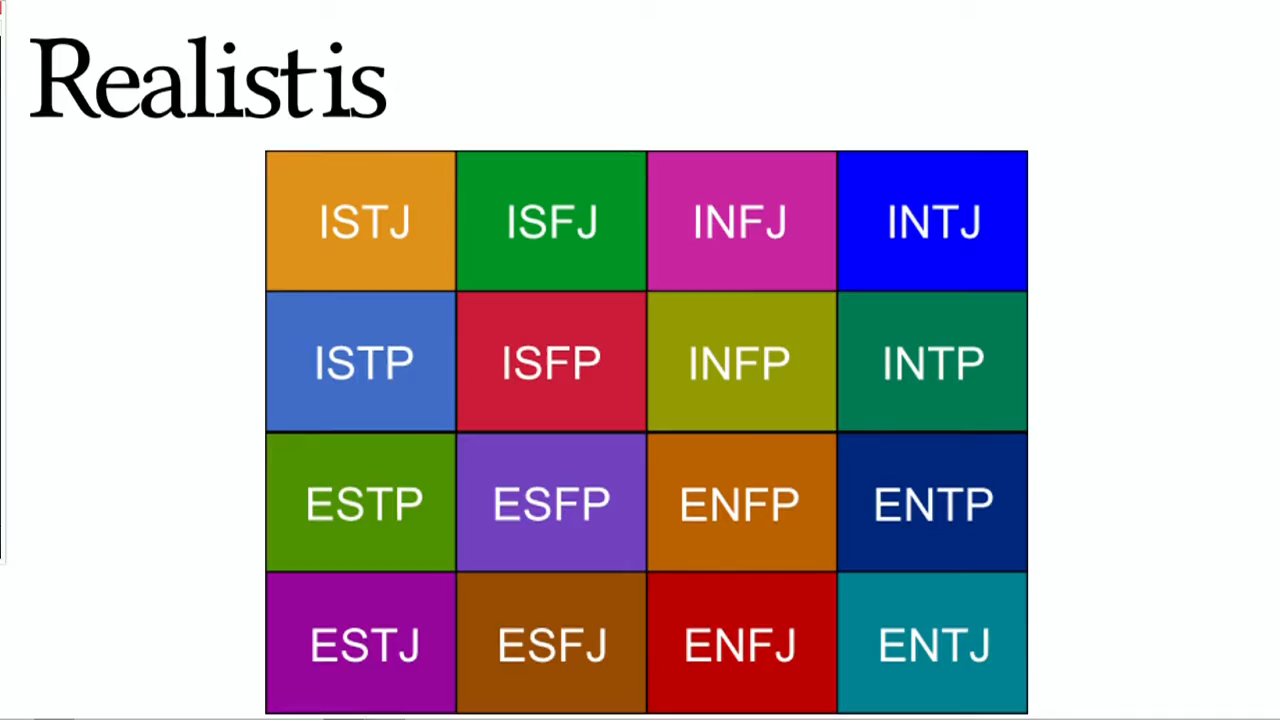 Realistis
ISTJ ISFJ INFJ INTJ
ISTP ISFP INFP INTP
ESTP ESFP ENFP ENTP
ESTJ ESFJ ENFJ ENTJ